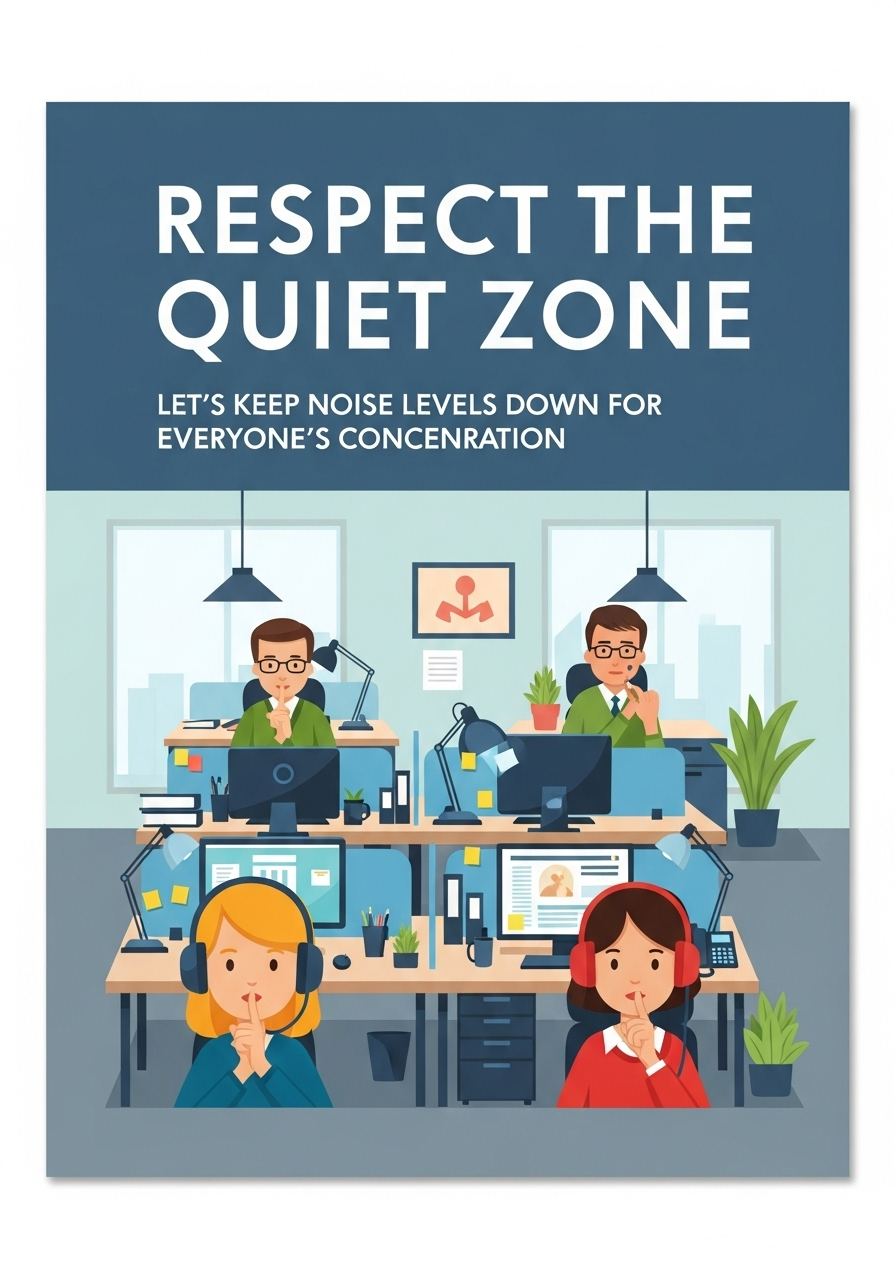 RESPECT THE
QUIET ZONE
LET'S KEEP NOISE LEVELS DOWN FOR
EVERYONE'S CONCENRATION